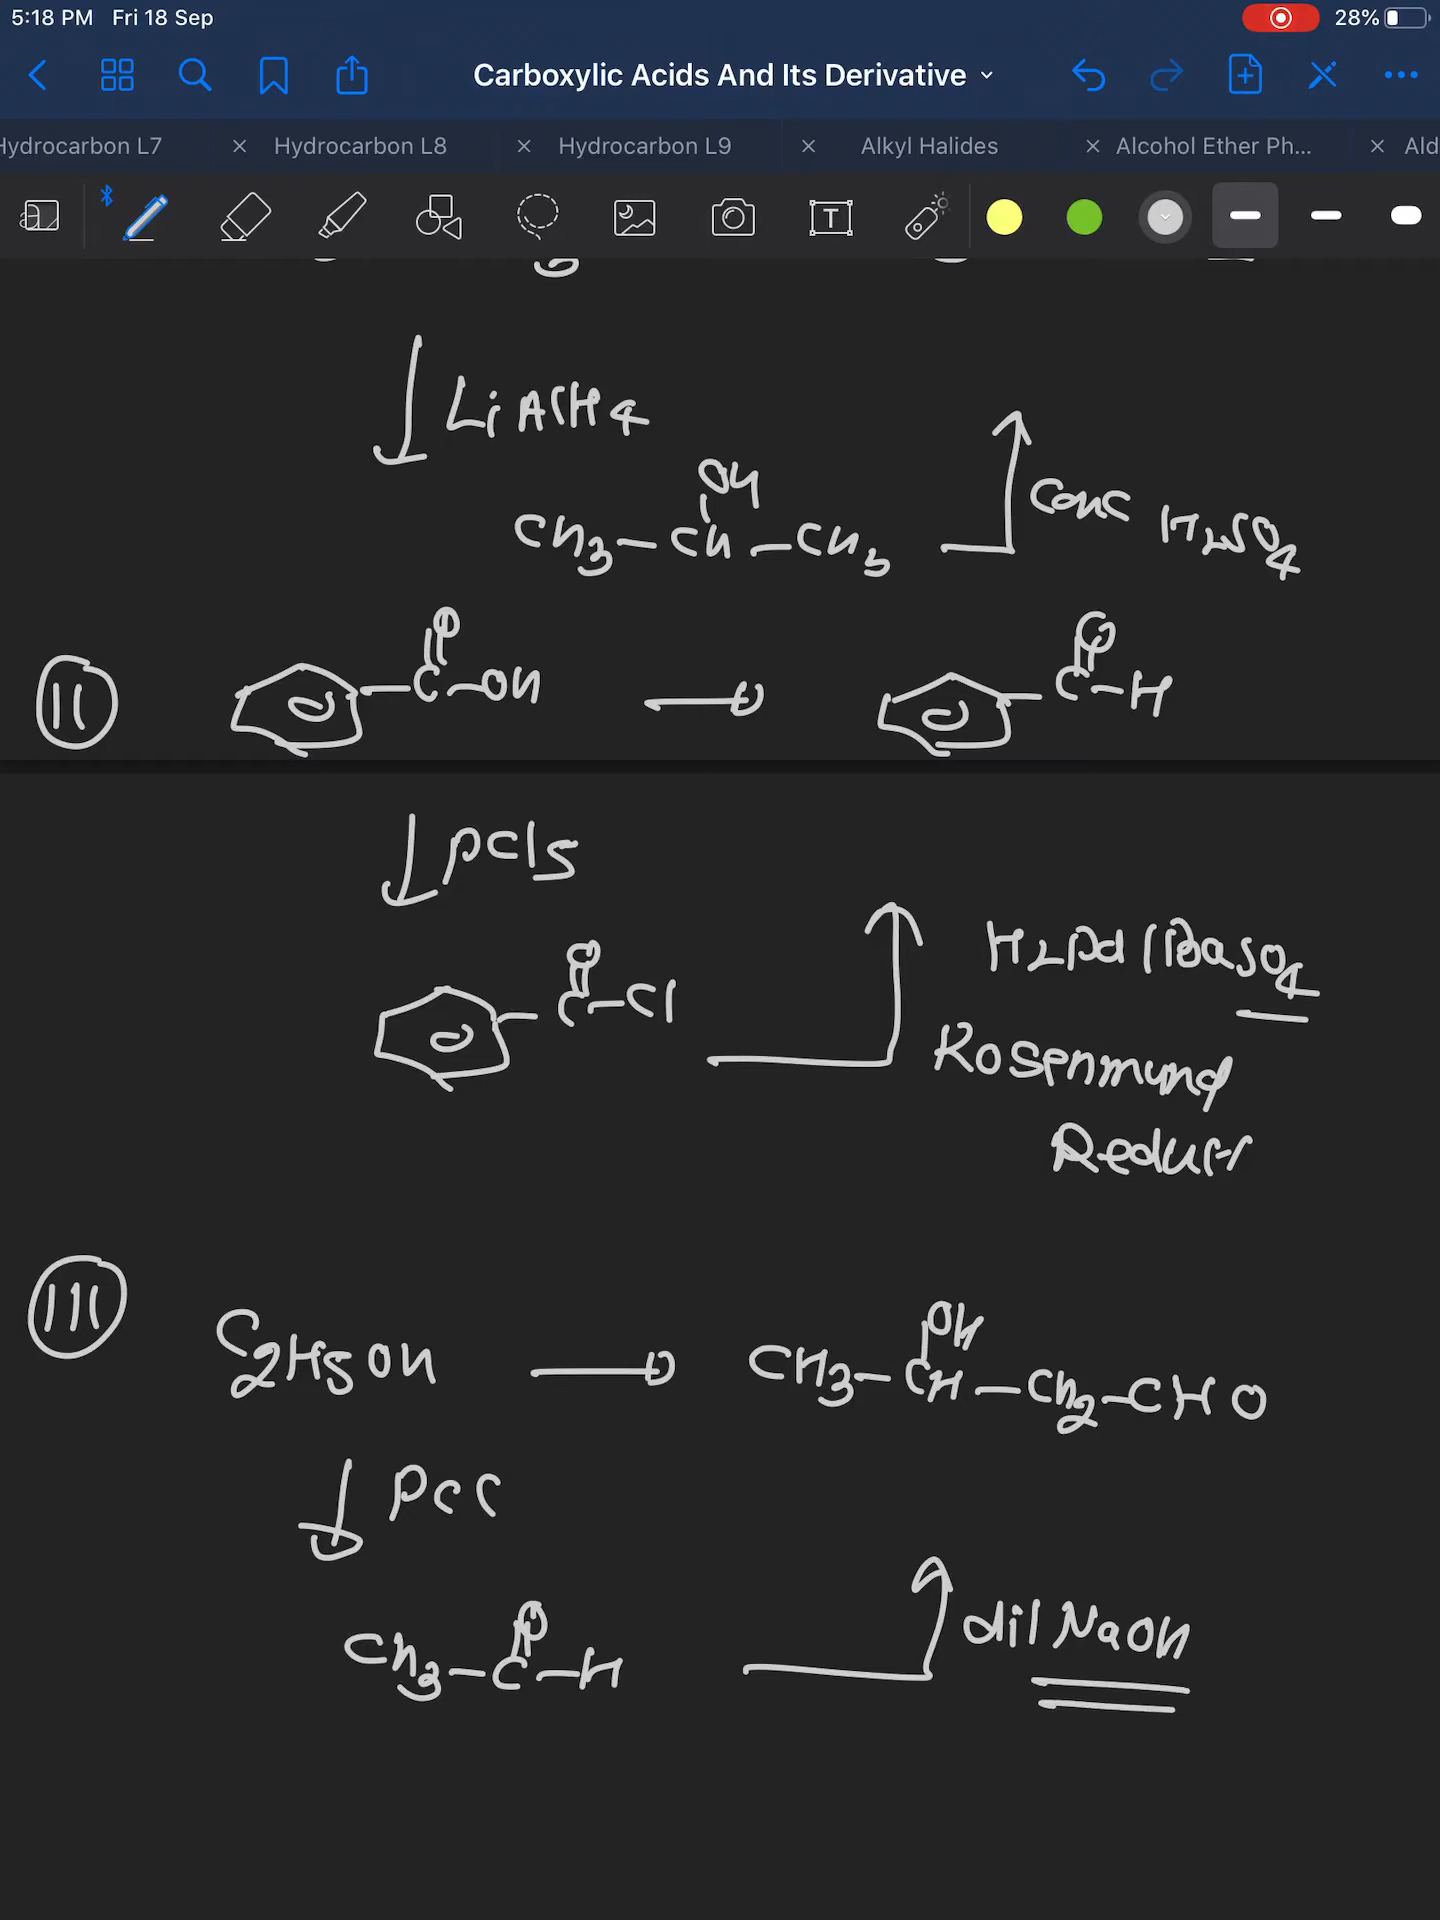 5:18 PM Fri 18 Sep 28%
Carboxylic Acids And Its Derivative
Hydrocarbon L7 × Hydrocarbon L8 × Hydrocarbon L9 × Alkyl Halides × Alcohol Ether Ph... × Ald
T
LiAlH4
OH
CH3-CH-CH3
Conc H2SO4
II
O
C-OH
O
C-H
PCl5
O
C-Cl
H2Pd/BaSO4
Rosenmund
Reduct
III
C2H5OH
OH
CH3-CH-CH2-CHO
PCC
O
CH3-C-H
dil NaOH